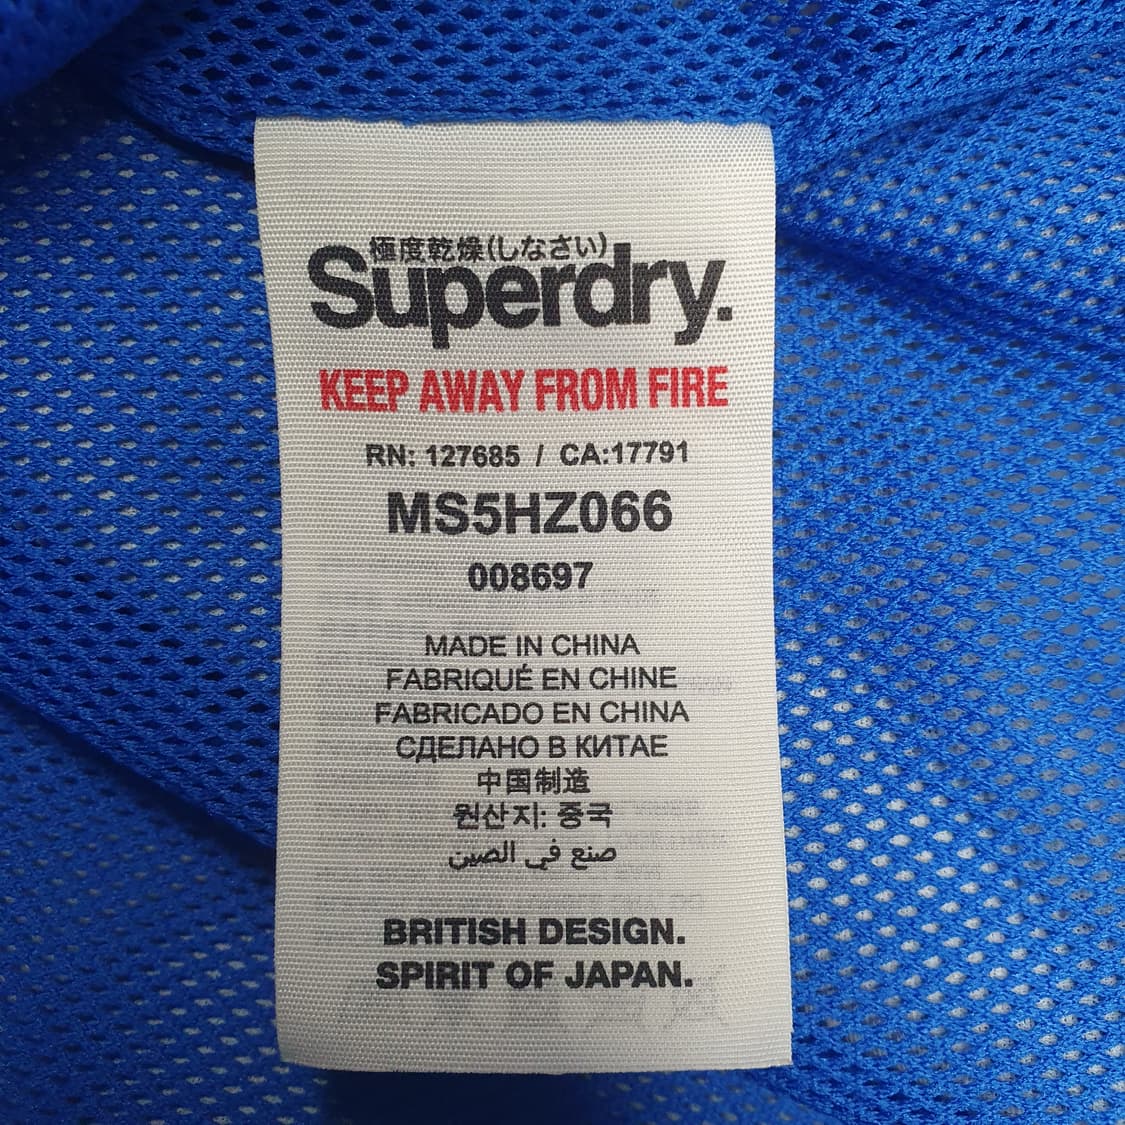 極度乾燥(しなさい)
Superdry.
KEEP AWAY FROM FIRE
RN: 127685 / CA:17791
MS5HZ066
008697
MADE IN CHINA
FABRIQUÉ EN CHINE
FABRICADO EN CHINA
СДЕЛАНО В КИТАЕ
中国制造
원산지: 중국
صنع في الصين
BRITISH DESIGN.
SPIRIT OF JAPAN.